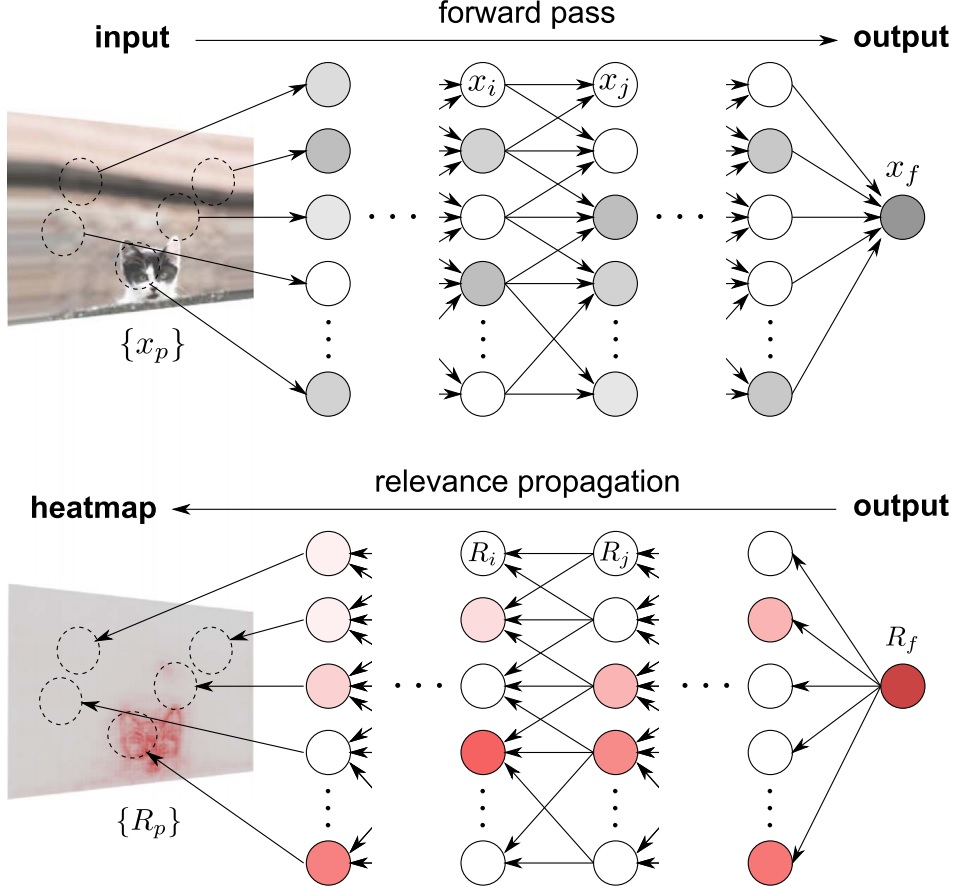 forward pass
input
output
x_i
x_j
x_f
{x_p}
relevance propagation
heatmap
output
R_i
R_j
R_f
{R_p}